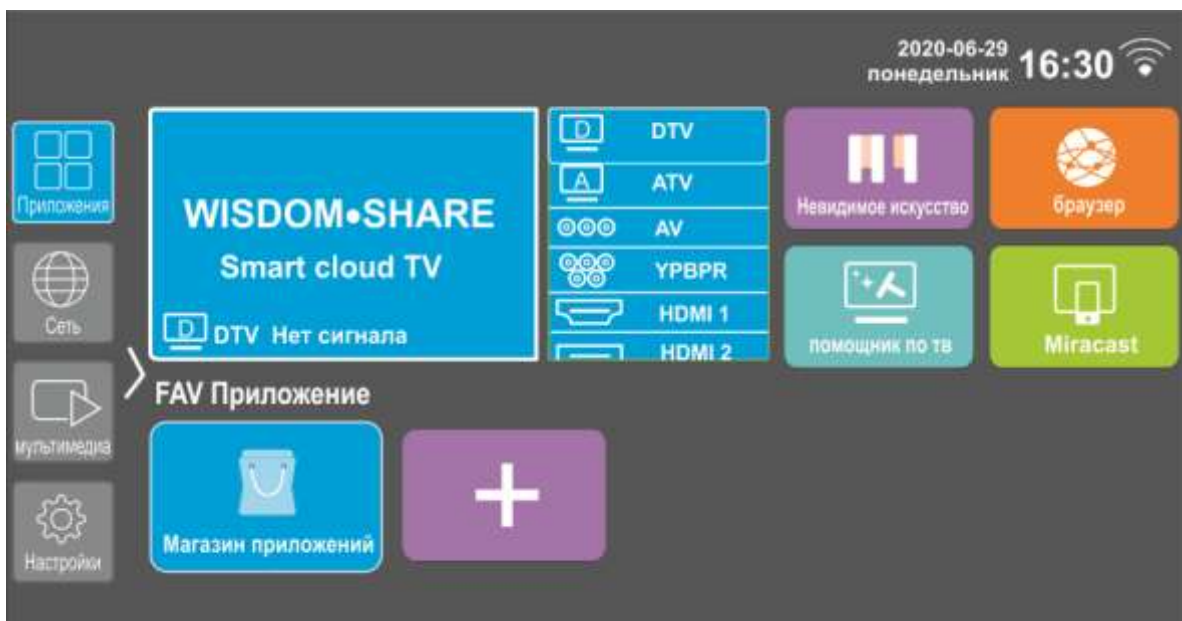 2020-06-29
понедельник
16:30
Приложения
Сеть
мультимедиа
Настройки
WISDOM•SHARE
Smart cloud TV
D DTV Нет сигнала
D DTV
A ATV
AV
YPBPR
HDMI 1
HDMI 2
Невидимое искусство
браузер
помощник по тв
Miracast
FAV Приложение
Магазин приложений